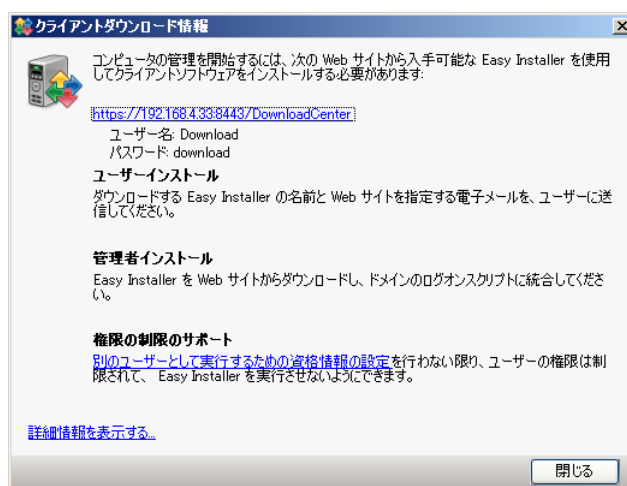 クライアントダウンロード情報
コンピュータの管理を開始するには、次の Web サイトから入手可能な Easy Installer を使用
してクライアントソフトウェアをインストールする必要があります:
https://192.168.4.33:8443/DownloadCenter
ユーザー名: Download
パスワード: download
ユーザーインストール
ダウンロードする Easy Installer の名前と Web サイトを指定する電子メールを、ユーザーに送
信してください。
管理者インストール
Easy Installer を Web サイトからダウンロードし、ドメインのログオンスクリプトに統合してくださ
い。
権限の制限のサポート
別のユーザーとして実行するための資格情報の設定を行わない限り、ユーザーの権限は制
限されて、 Easy Installer を実行させないようにできます。
詳細情報を表示する...
閉じる